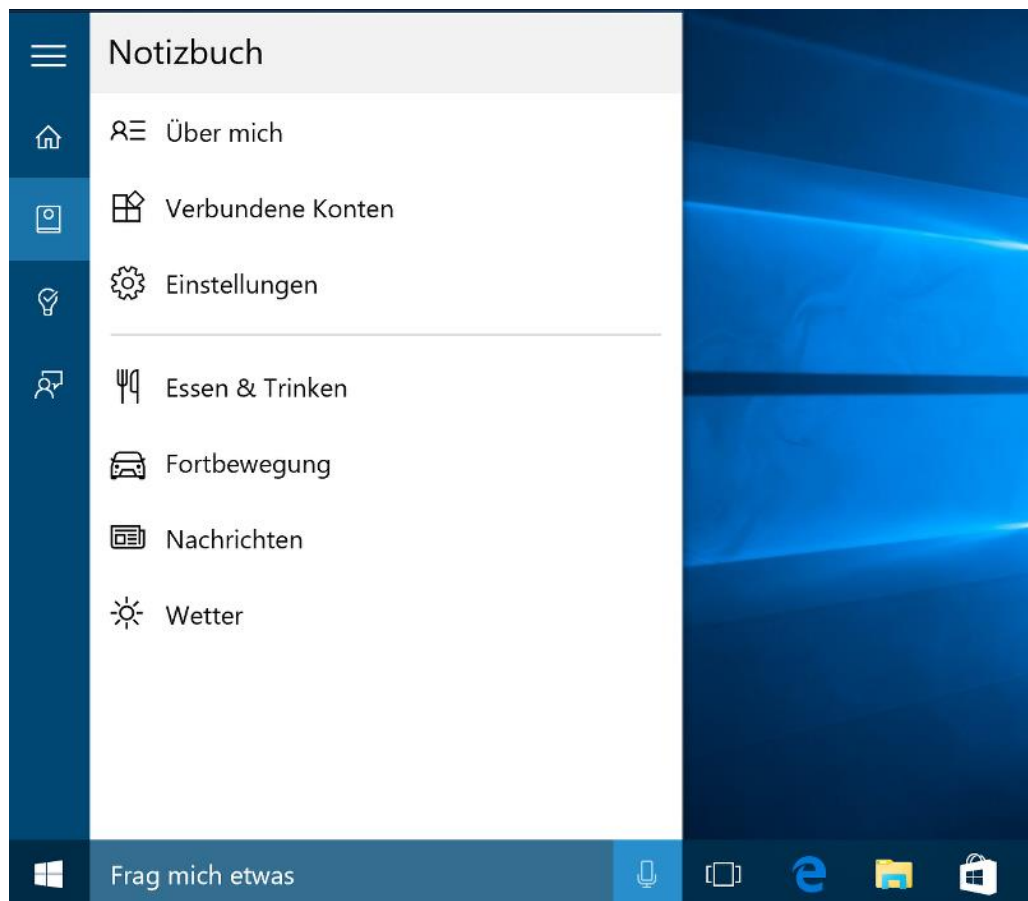 Notizbuch
Über mich
Verbundene Konten
Einstellungen
Essen & Trinken
Fortbewegung
Nachrichten
Wetter
Frag mich etwas